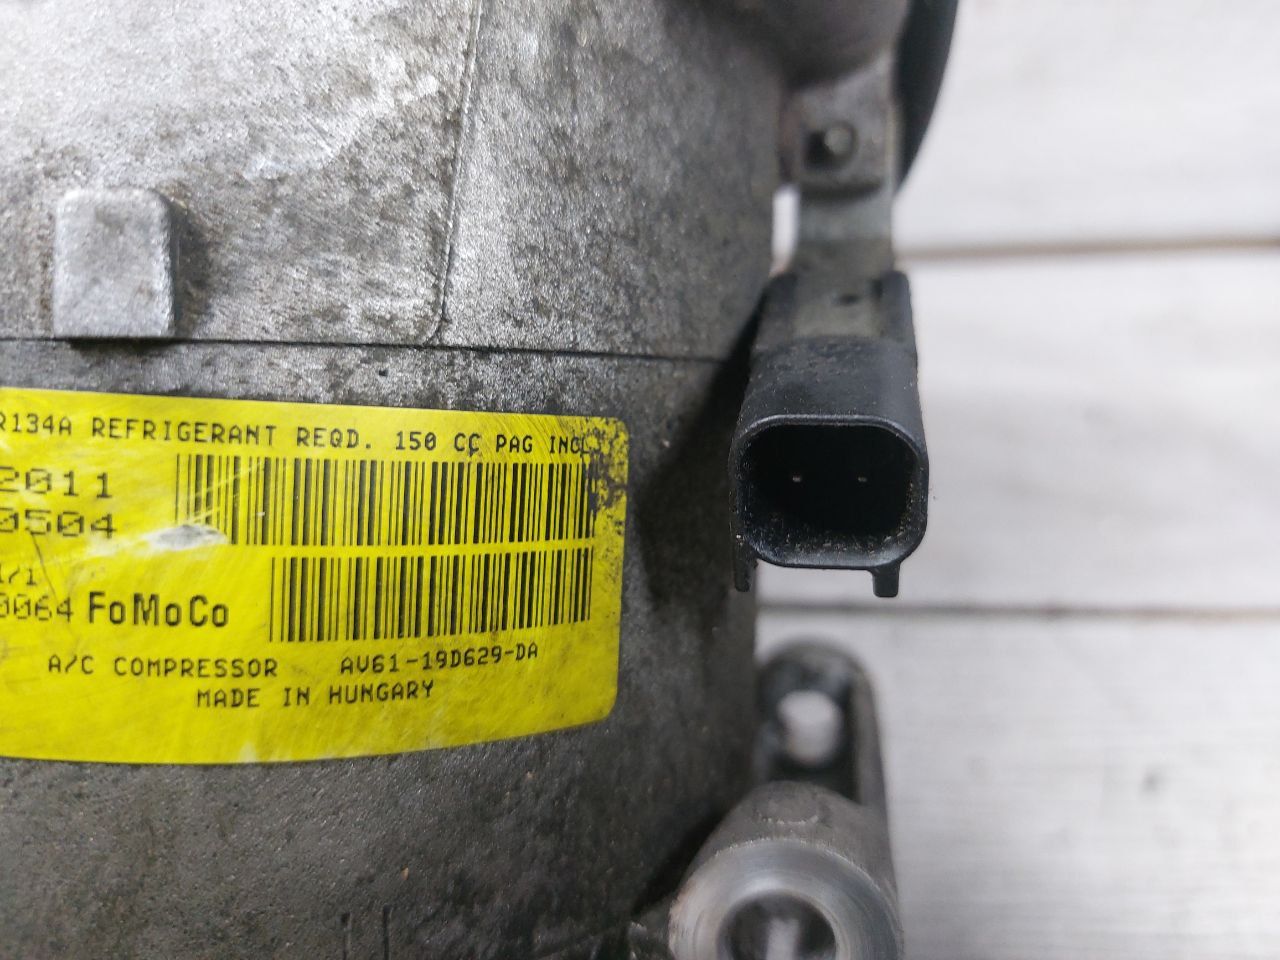 R134A REFRIGERANT REQD. 150 CC PAG INCL.
2011
0504
1/1
0064 FoMoCo
A/C COMPRESSOR AV61-19D629-DA
MADE IN HUNGARY